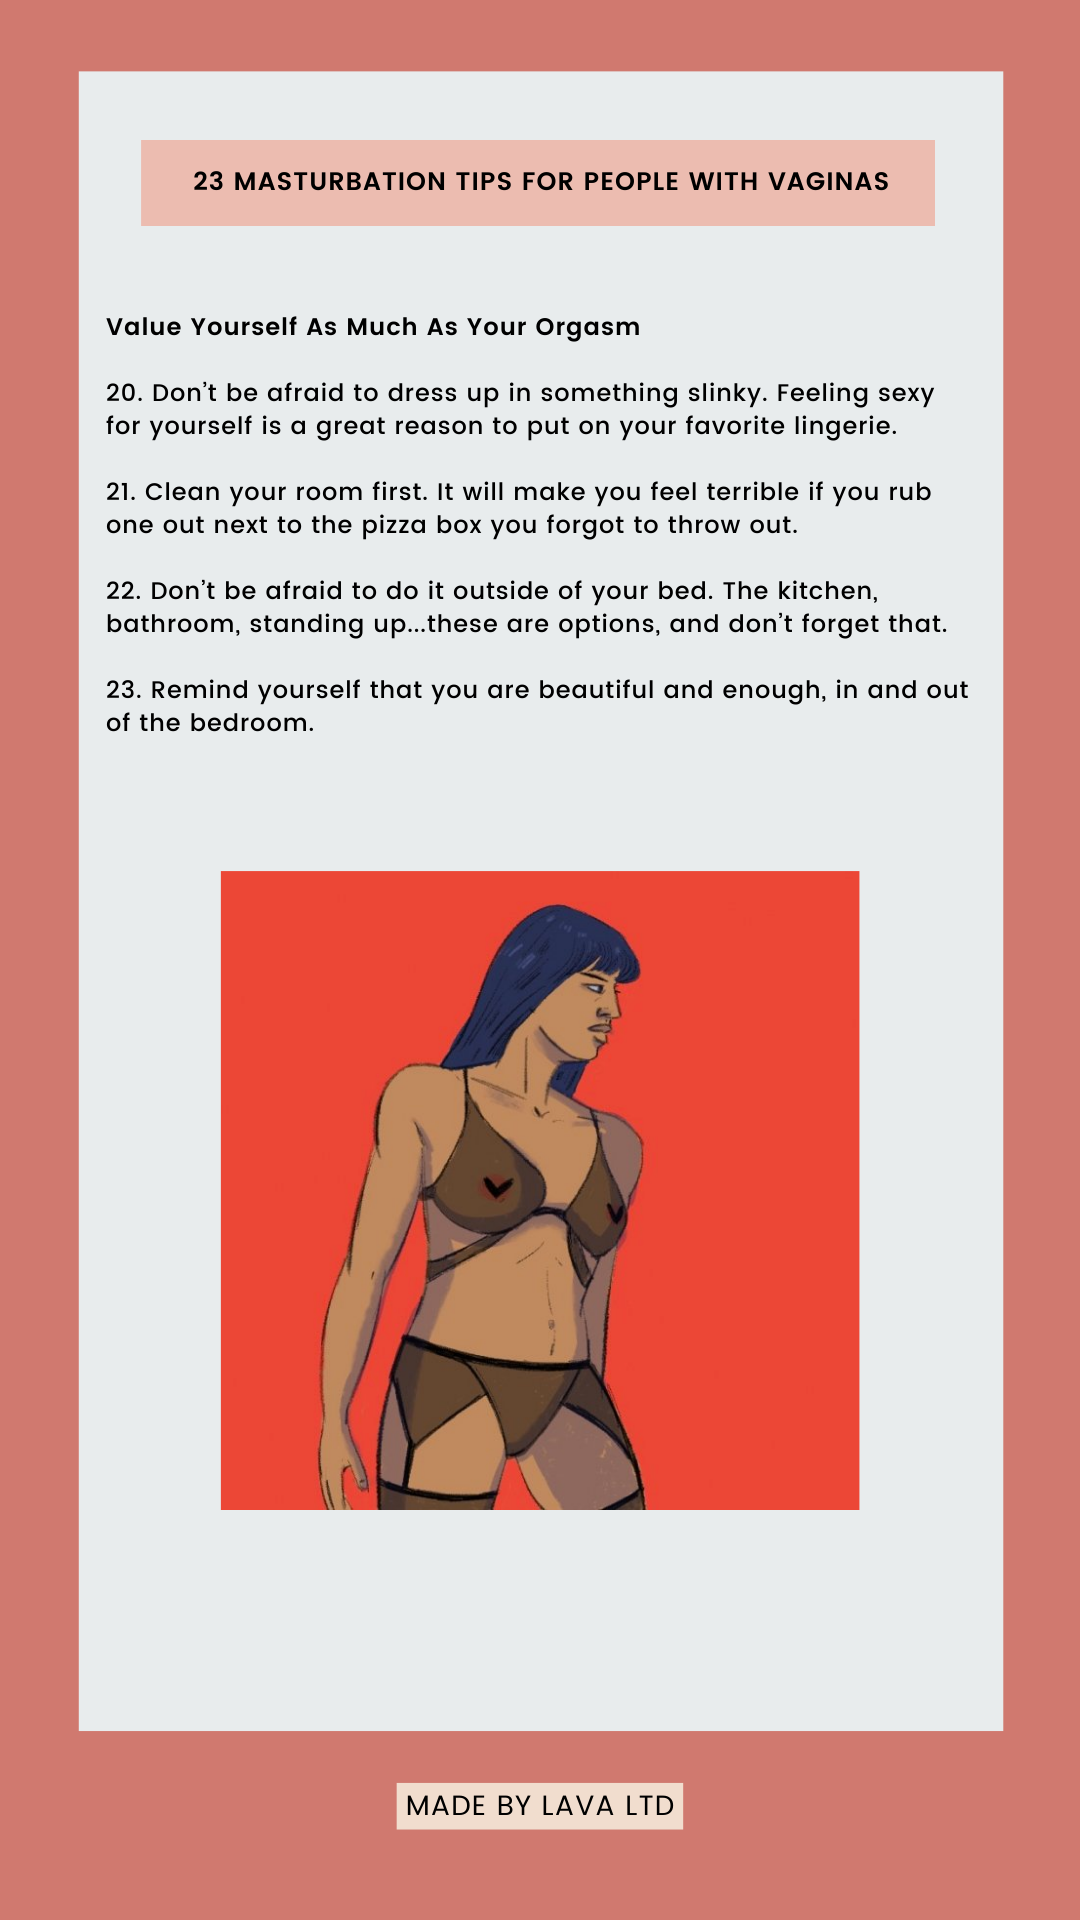 23 MASTURBATION TIPS FOR PEOPLE WITH VAGINAS
Value Yourself As Much As Your Orgasm
20. Don’t be afraid to dress up in something slinky. Feeling sexy
for yourself is a great reason to put on your favorite lingerie.
21. Clean your room first. It will make you feel terrible if you rub
one out next to the pizza box you forgot to throw out.
22. Don’t be afraid to do it outside of your bed. The kitchen,
bathroom, standing up...these are options, and don’t forget that.
23. Remind yourself that you are beautiful and enough, in and out
of the bedroom.
MADE BY LAVA LTD